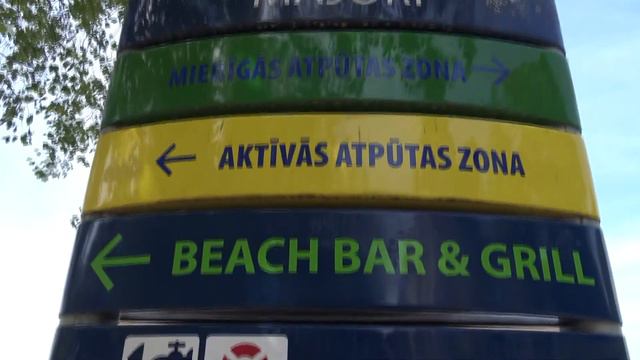 MIERĪGĀS ATPŪTAS ZONA →
← AKTĪVĀS ATPŪTAS ZONA
← BEACH BAR & GRILL